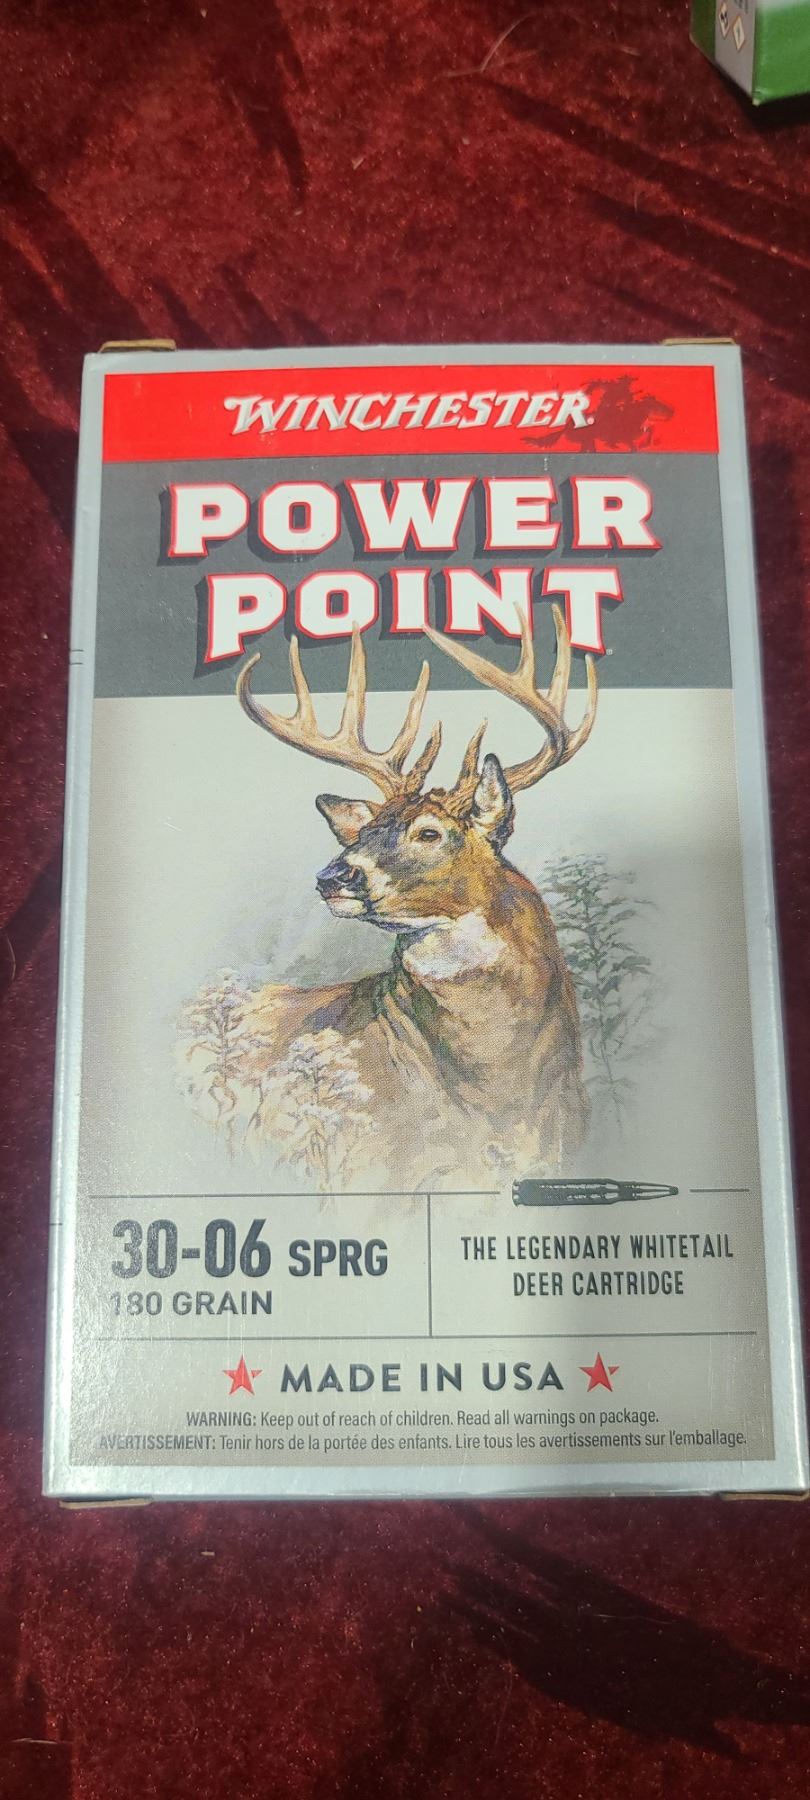 WINCHESTER
POWER
POINT
30-06 SPRG
180 GRAIN
THE LEGENDARY WHITETAIL
DEER CARTRIDGE
MADE IN USA
WARNING: Keep out of reach of children. Read all warnings on package.
AVERTISSEMENT: Tenir hors de la portée des enfants. Lire tous les avertissements sur l'emballage.